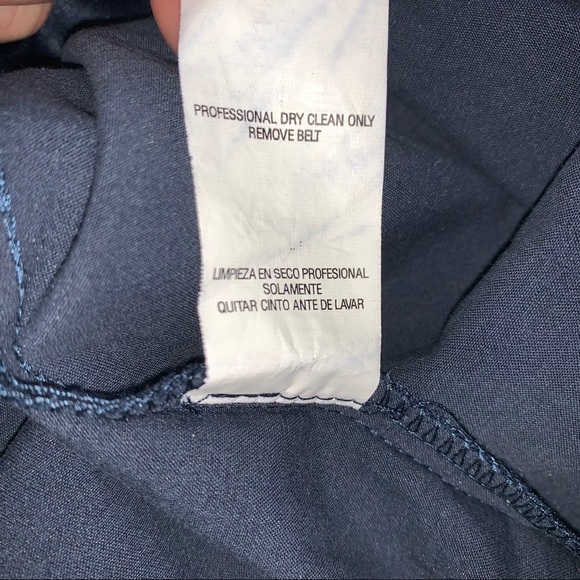 PROFESSIONAL DRY CLEAN ONLY
REMOVE BELT
LIMPIEZA EN SECO PROFESIONAL
SOLAMENTE
QUITAR CINTO ANTE DE LAVAR